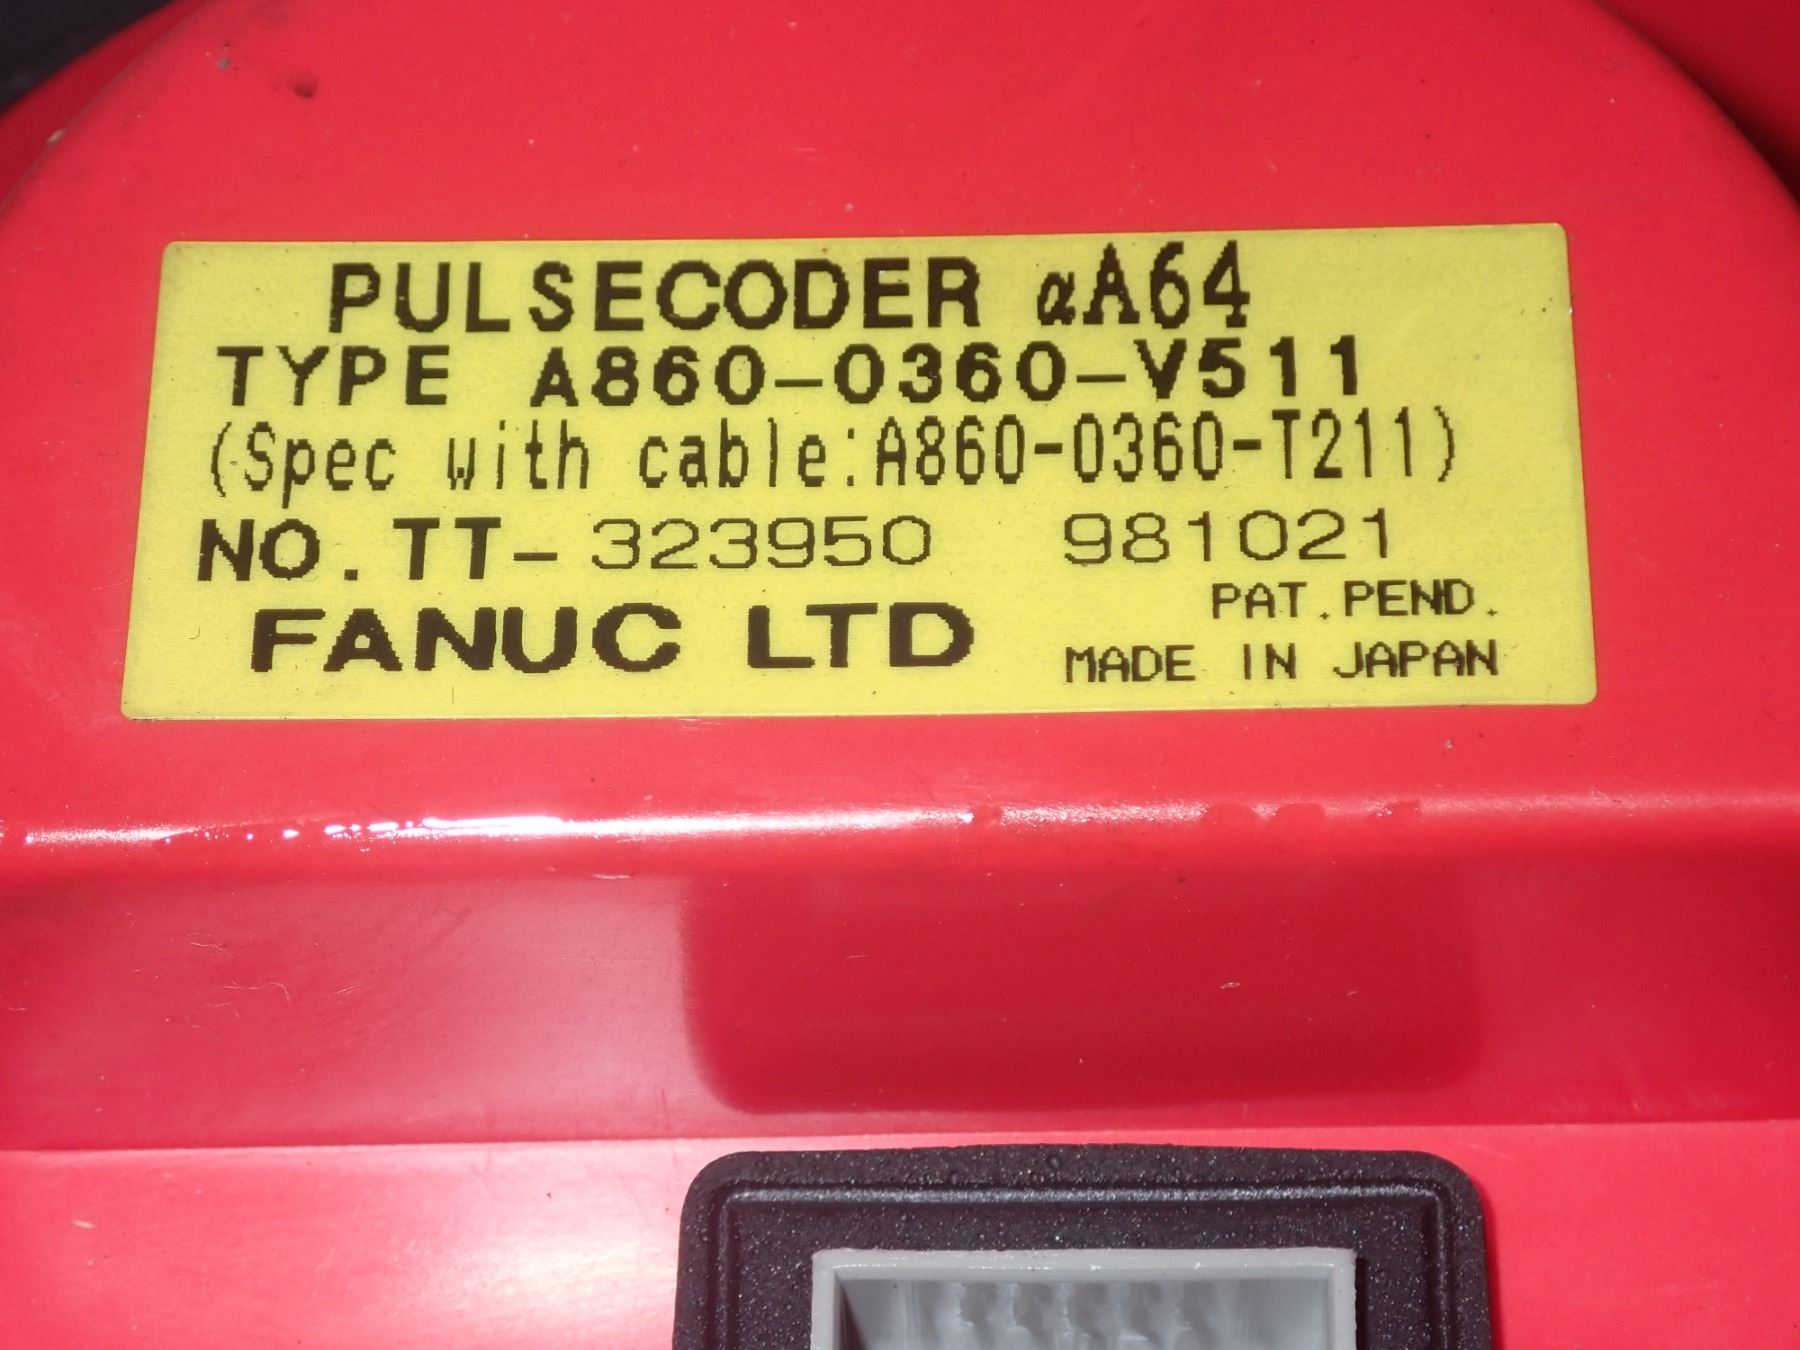 PULSECODER αA64
TYPE A860-0360-V511
(Spec with cable:A860-0360-T211)
NO. TT-323950 981021
PAT. PEND.
FANUC LTD MADE IN JAPAN